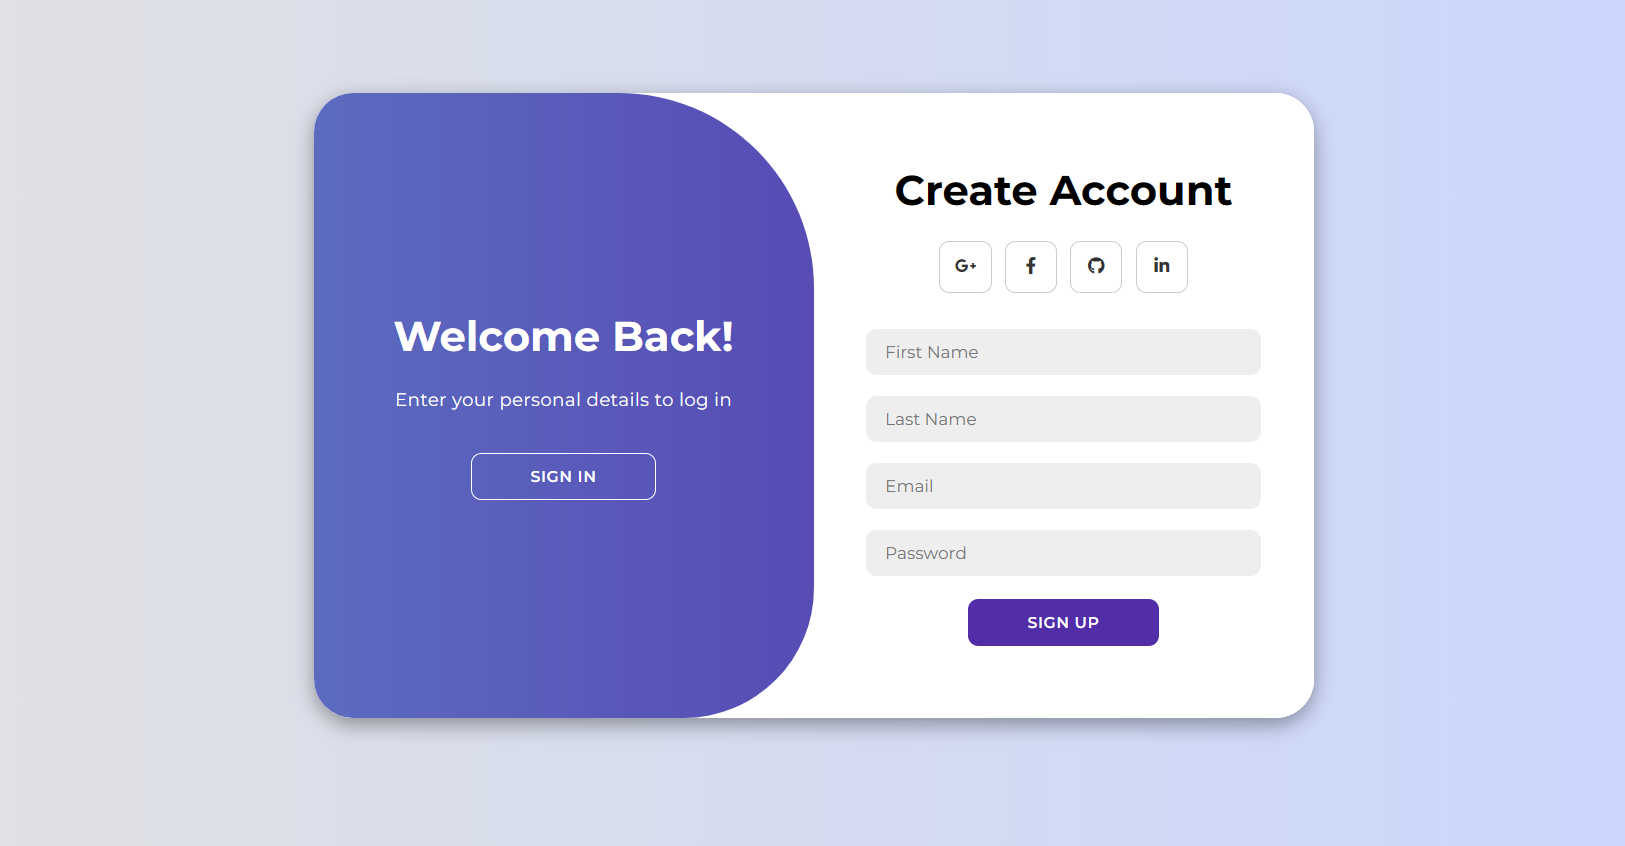 Welcome Back!
Enter your personal details to log in
SIGN IN
Create Account
G+ f in
First Name
Last Name
Email
Password
SIGN UP